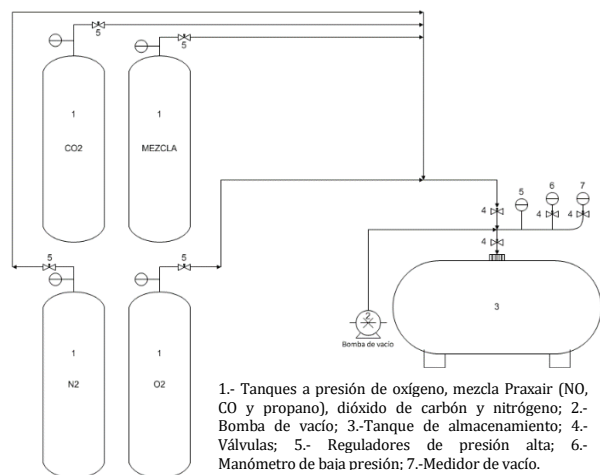 5
5
1
CO2
1
MEZCLA
5
6
7
4
4
4
4
5
5
2
Bomba de vacío
3
1
N2
1
O2
1.- Tanques a presión de oxígeno, mezcla Praxair (NO,
CO y propano), dióxido de carbón y nitrógeno; 2.-
Bomba de vacío; 3.-Tanque de almacenamiento; 4.-
Válvulas; 5.- Reguladores de presión alta; 6.-
Manómetro de baja presión; 7.-Medidor de vacío.